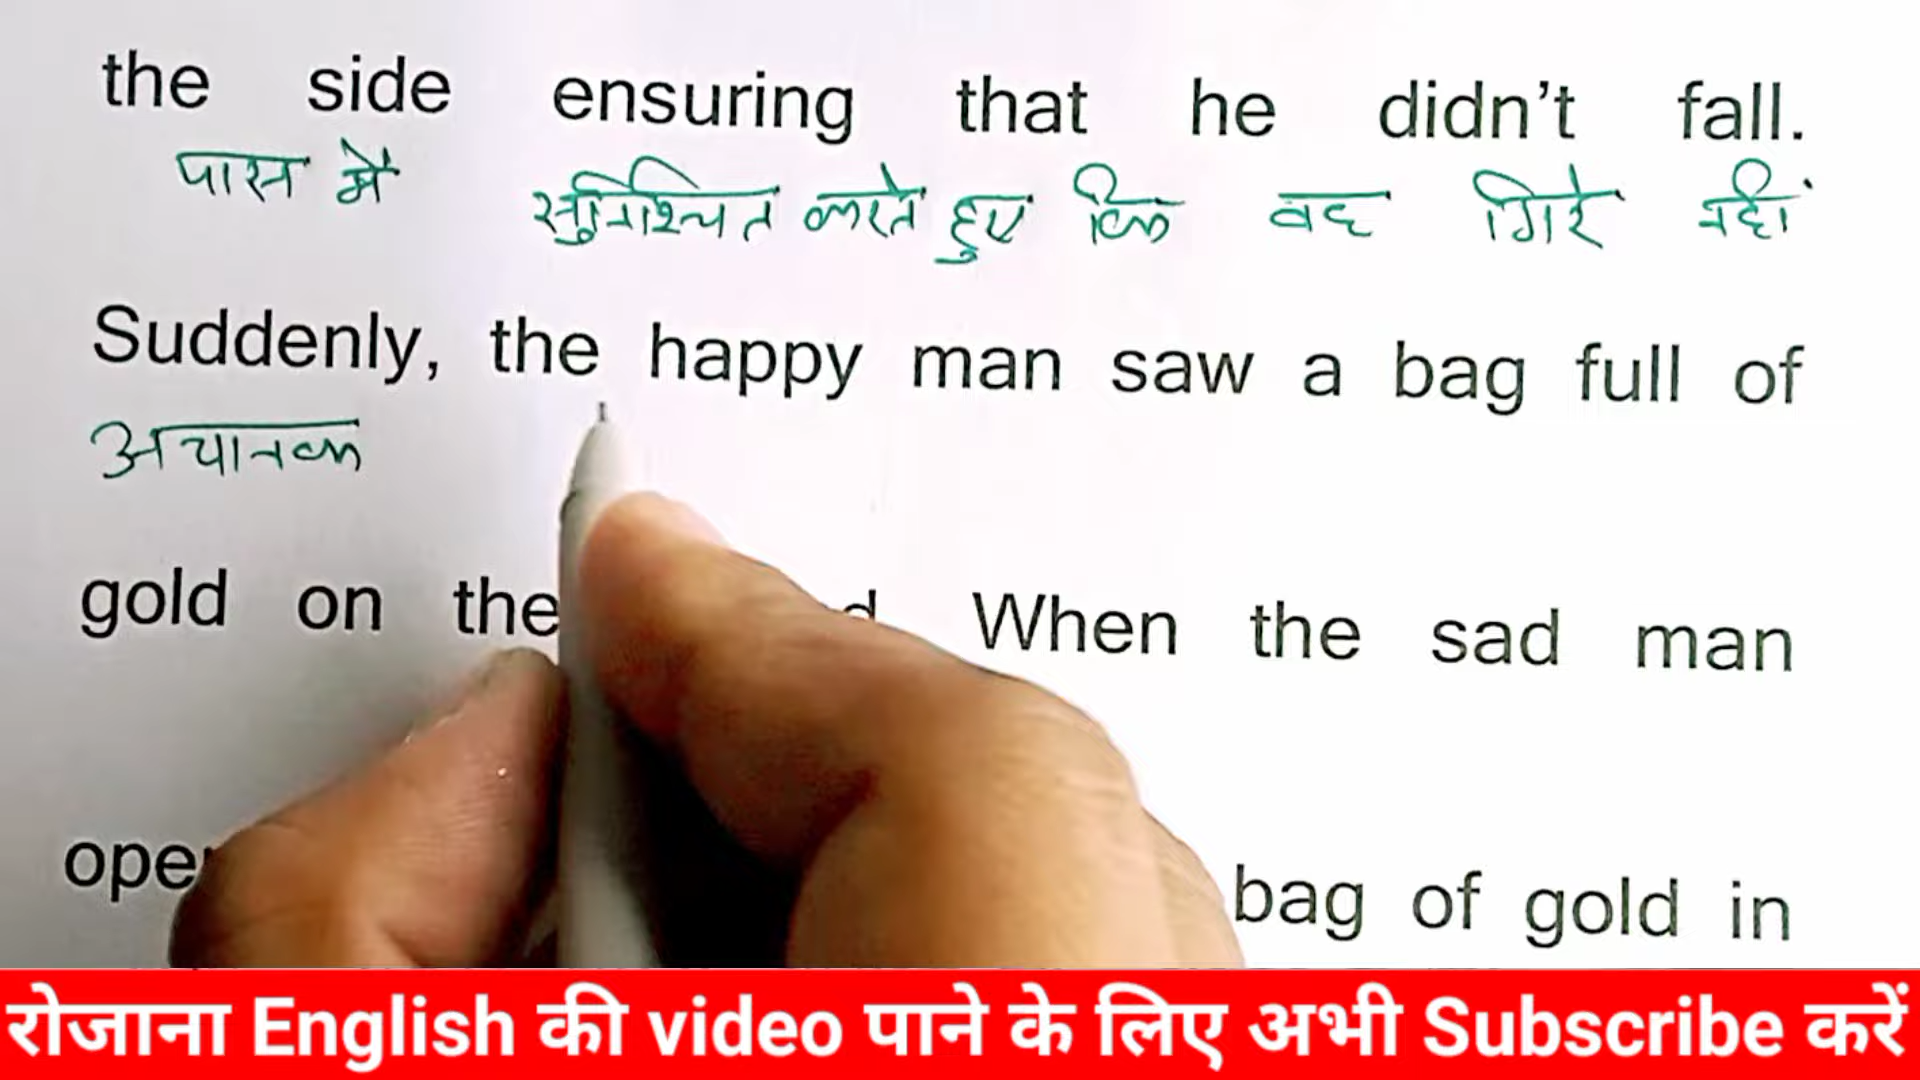 the side ensuring that he didn't fall.
पास में सुनिश्चित करते हुए कि वह गिरे नहीं
Suddenly, the happy man saw a bag full of
अचानक
gold on the When the sad man
bag of gold in
रोजाना English की video पाने के लिए अभी Subscribe करें